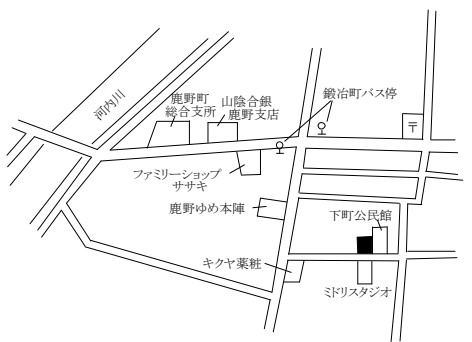 河内川
鹿野町
総合支所
山陰合銀
鹿野支店
鍛冶町バス停
〒
ファミリーショップ
ササキ
鹿野ゆめ本陣
下町公民館
キクヤ薬粧
ミドリスタジオ